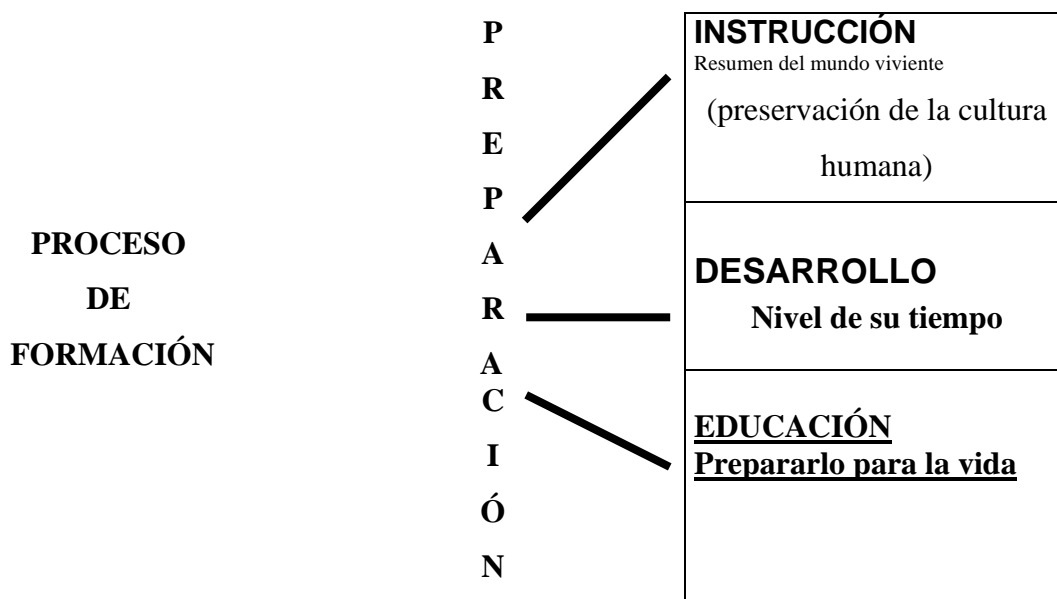 PROCESO
DE
FORMACIÓN
P
R
E
P
A
R
A
C
I
Ó
N
INSTRUCCIÓN
Resumen del mundo viviente
(preservación de la cultura
humana)
DESARROLLO
Nivel de su tiempo
EDUCACIÓN
Prepararlo para la vida